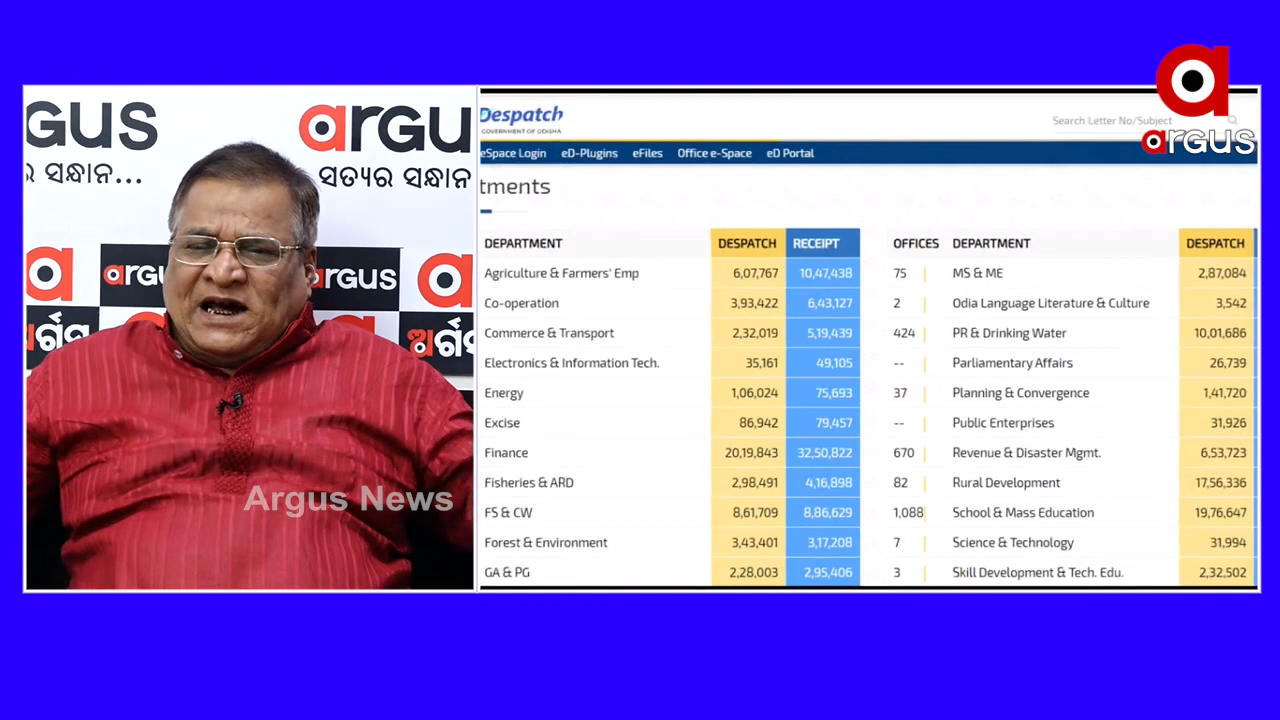 GUS
ARGU
ର ସନ୍ଧାନ...
ସତ୍ୟର ସନ୍ଧାନ
ARGUS
ARGUS
Argus News
Despatch
GOVERNMENT OF ODISHA
Search Letter No/Subject
ARGUS
eSpace Login eD-Plugins eFiles Office e-Space eD Portal
tments
DEPARTMENT DESPATCH RECEIPT OFFICES DEPARTMENT DESPATCH
Agriculture & Farmers' Emp 6,07,767 10,47,438 75 MS & ME 2,87,084
Co-operation 3,93,422 6,43,127 2 Odia Language Literature & Culture 3,542
Commerce & Transport 2,32,019 5,19,439 424 PR & Drinking Water 10,01,686
Electronics & Information Tech. 35,161 49,105 -- Parliamentary Affairs 26,739
Energy 1,06,024 75,693 37 Planning & Convergence 1,41,720
Excise 86,942 79,457 -- Public Enterprises 31,926
Finance 20,19,843 32,50,822 670 Revenue & Disaster Mgmt. 6,53,723
Fisheries & ARD 2,98,491 4,16,898 82 Rural Development 17,56,336
FS & CW 8,61,709 8,86,629 1,088 School & Mass Education 19,76,647
Forest & Environment 3,43,401 3,17,208 7 Science & Technology 31,994
GA & PG 2,28,003 2,95,406 3 Skill Development & Tech. Edu. 2,32,502